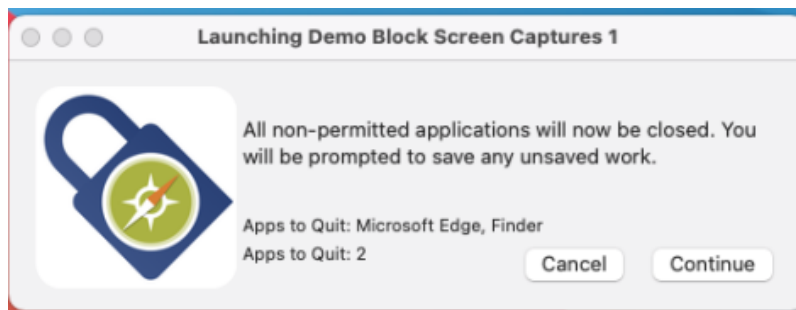 Launching Demo Block Screen Captures 1
All non-permitted applications will now be closed. You
will be prompted to save any unsaved work.
Apps to Quit: Microsoft Edge, Finder
Apps to Quit: 2
Cancel
Continue